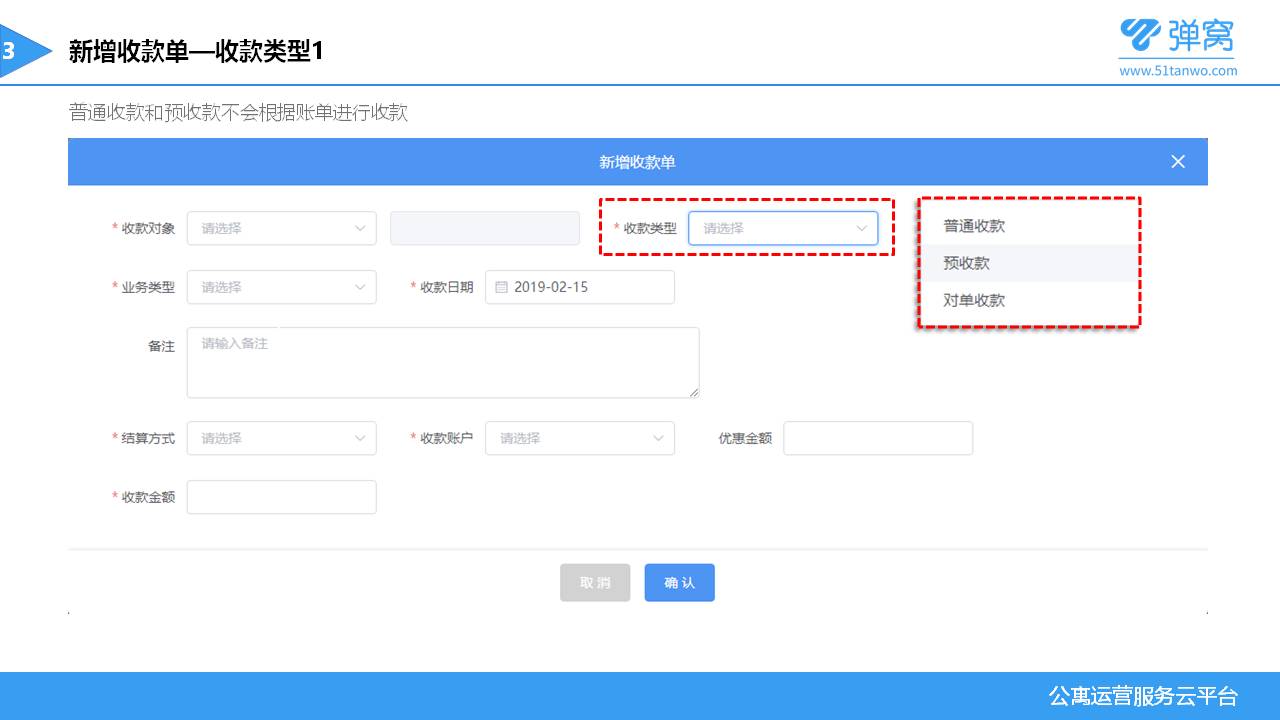 3
新增收款单—收款类型1
弹窝
www.51tanwo.com
普通收款和预收款不会根据账单进行收款
新增收款单
* 收款对象 请选择 * 收款类型 请选择
普通收款
预收款
对单收款
* 业务类型 请选择 * 收款日期 2019-02-15
备注 请输入备注
* 结算方式 请选择 * 收款账户 请选择 优惠金额
* 收款金额
取消 确认
公寓运营服务云平台